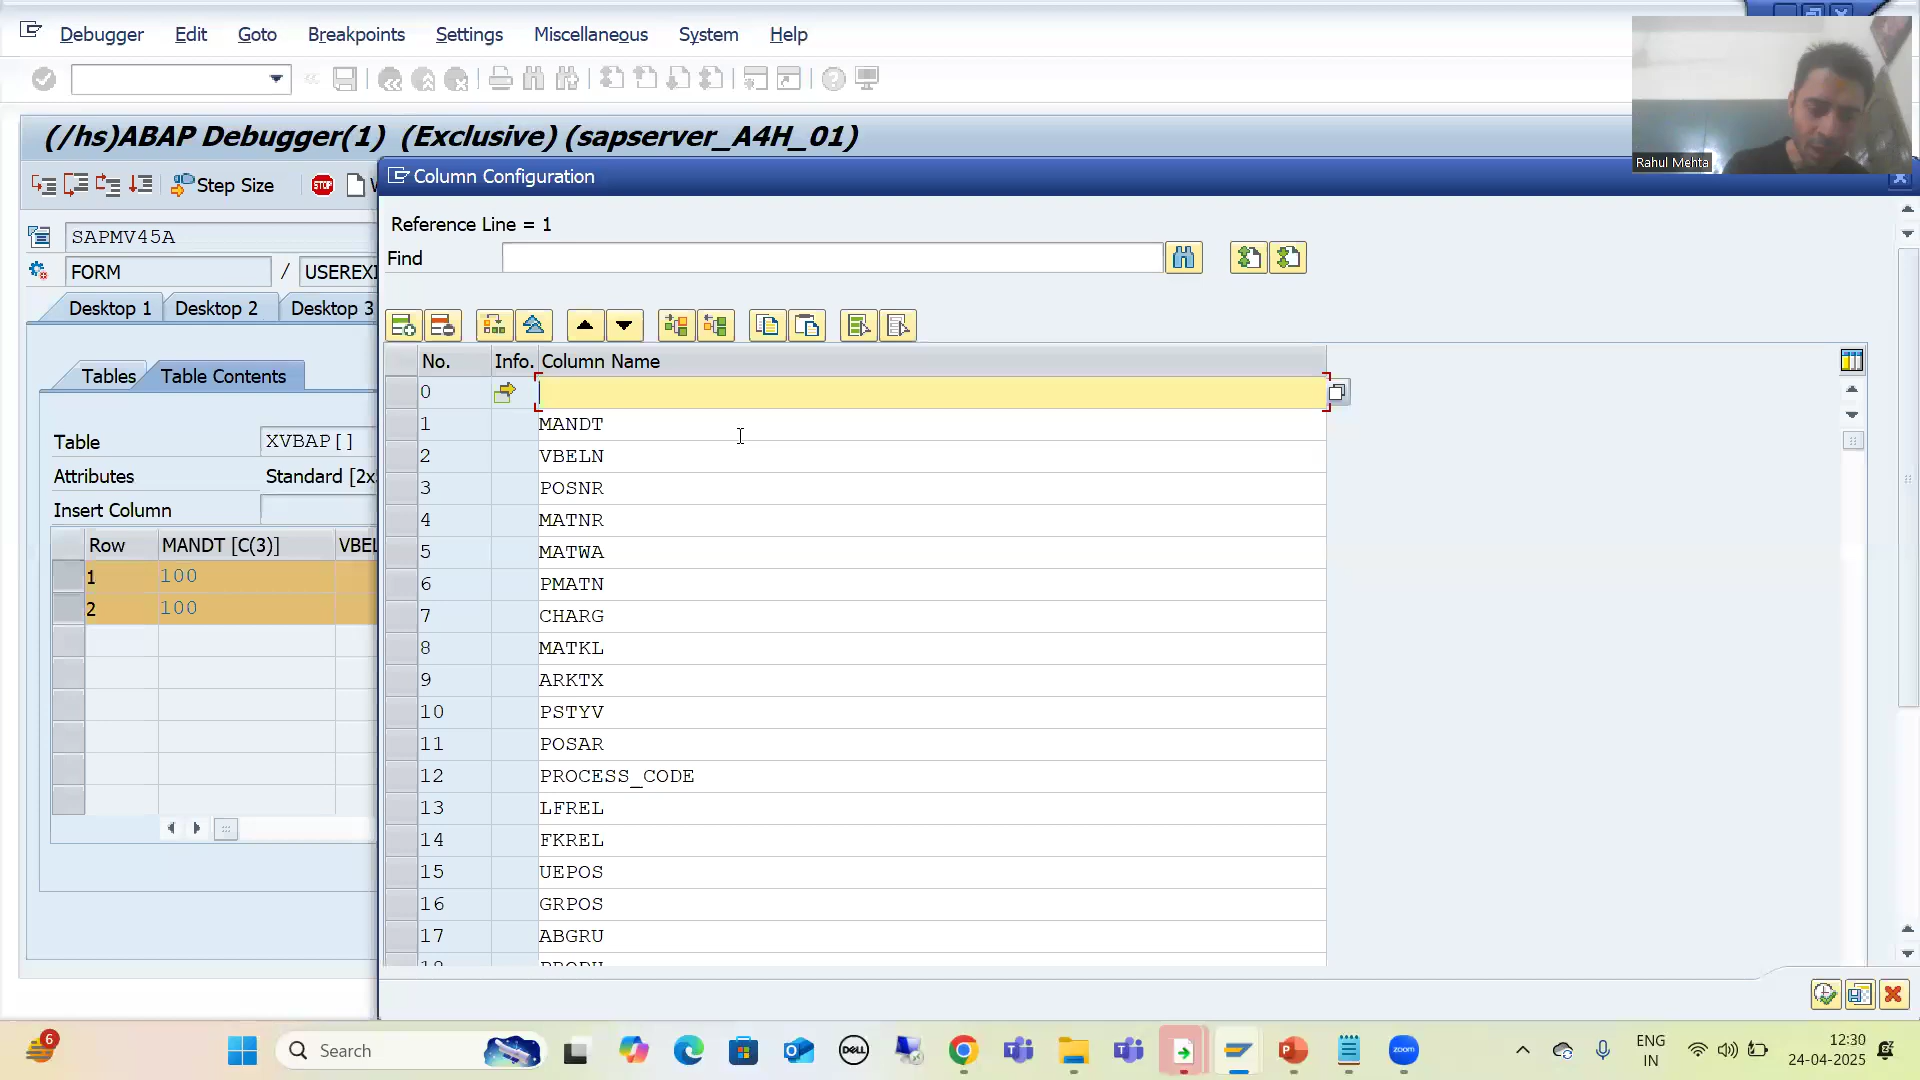 Debugger Edit Goto Breakpoints Settings Miscellaneous System Help
(/hs)ABAP Debugger(1) (Exclusive) (sapserver_A4H_01)
Rahul Mehta
Step Size
STOP
Column Configuration
SAPMV45A
FORM / USEREXI
Desktop 1 Desktop 2 Desktop 3
Tables Table Contents
Table XVBAP[]
Attributes Standard [2x
Insert Column
Row MANDT [C(3)] VBEL
1 100
2 100
Reference Line = 1
Find
No. Info. Column Name
0
1 MANDT
2 VBELN
3 POSNR
4 MATNR
5 MATWA
6 PMATN
7 CHARG
8 MATKL
9 ARKTX
10 PSTYV
11 POSAR
12 PROCESS_CODE
13 LFREL
14 FKREL
15 UEPOS
16 GRPOS
17 ABGRU
6
Search
DELL
zoom
ENG
IN
12:30
24-04-2025